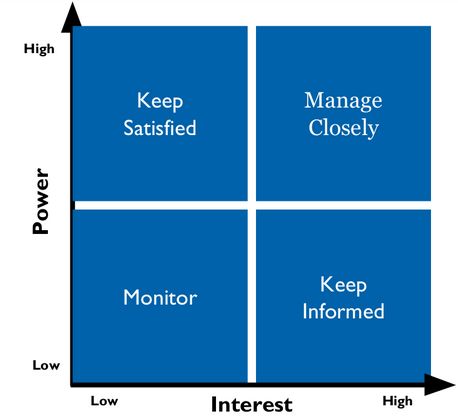 High
Keep
Satisfied
Manage
Closely
Power
Monitor
Keep
Informed
Low
Low
Interest
High